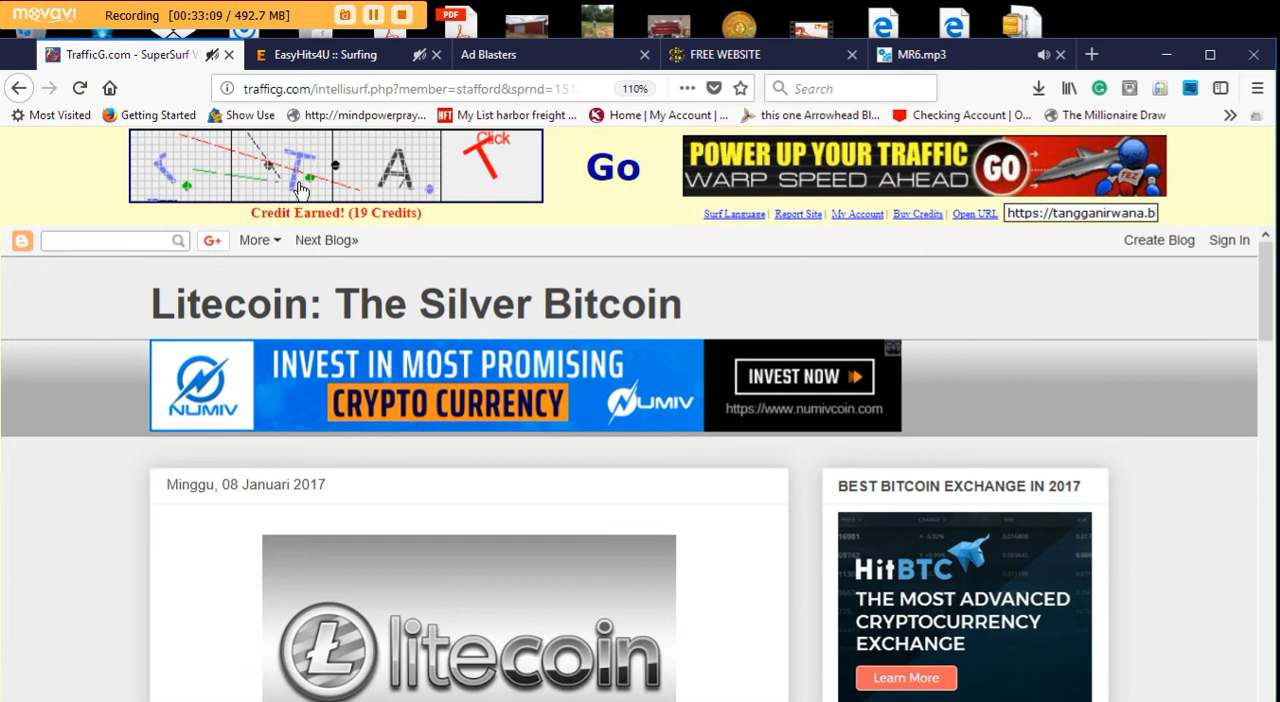 movavi Recording [00:33:09 / 492.7 MB]
PDF
TrafficG.com - SuperSurf V
EasyHits4U :: Surfing
Ad Blasters
FREE WEBSITE
MR6.mp3
trafficg.com/intellisurf.php?member=stafford&sprnd=151
110%
Search
Most Visited
Getting Started
Show Use
http://mindpowerpray...
My List harbor freight ...
Home | My Account | ...
this one Arrowhead Bl...
Checking Account | O...
The Millionaire Draw
T
A
T
Click
Go
POWER UP YOUR TRAFFIC
WARP SPEED AHEAD
GO
TEZ
Credit Earned! (19 Credits)
Surf Language | Report Site | My Account | Buy Credits | Open URL
https://tangganirwana.b
G+
More
Next Blog»
Create Blog
Sign In
Litecoin: The Silver Bitcoin
NUMIV
INVEST IN MOST PROMISING
CRYPTO CURRENCY
NUMIV
INVEST NOW
https://www.numivcoin.com
Minggu, 08 Januari 2017
litecoin
BEST BITCOIN EXCHANGE IN 2017
HitBTC
THE MOST ADVANCED
CRYPTOCURRENCY
EXCHANGE
Learn More